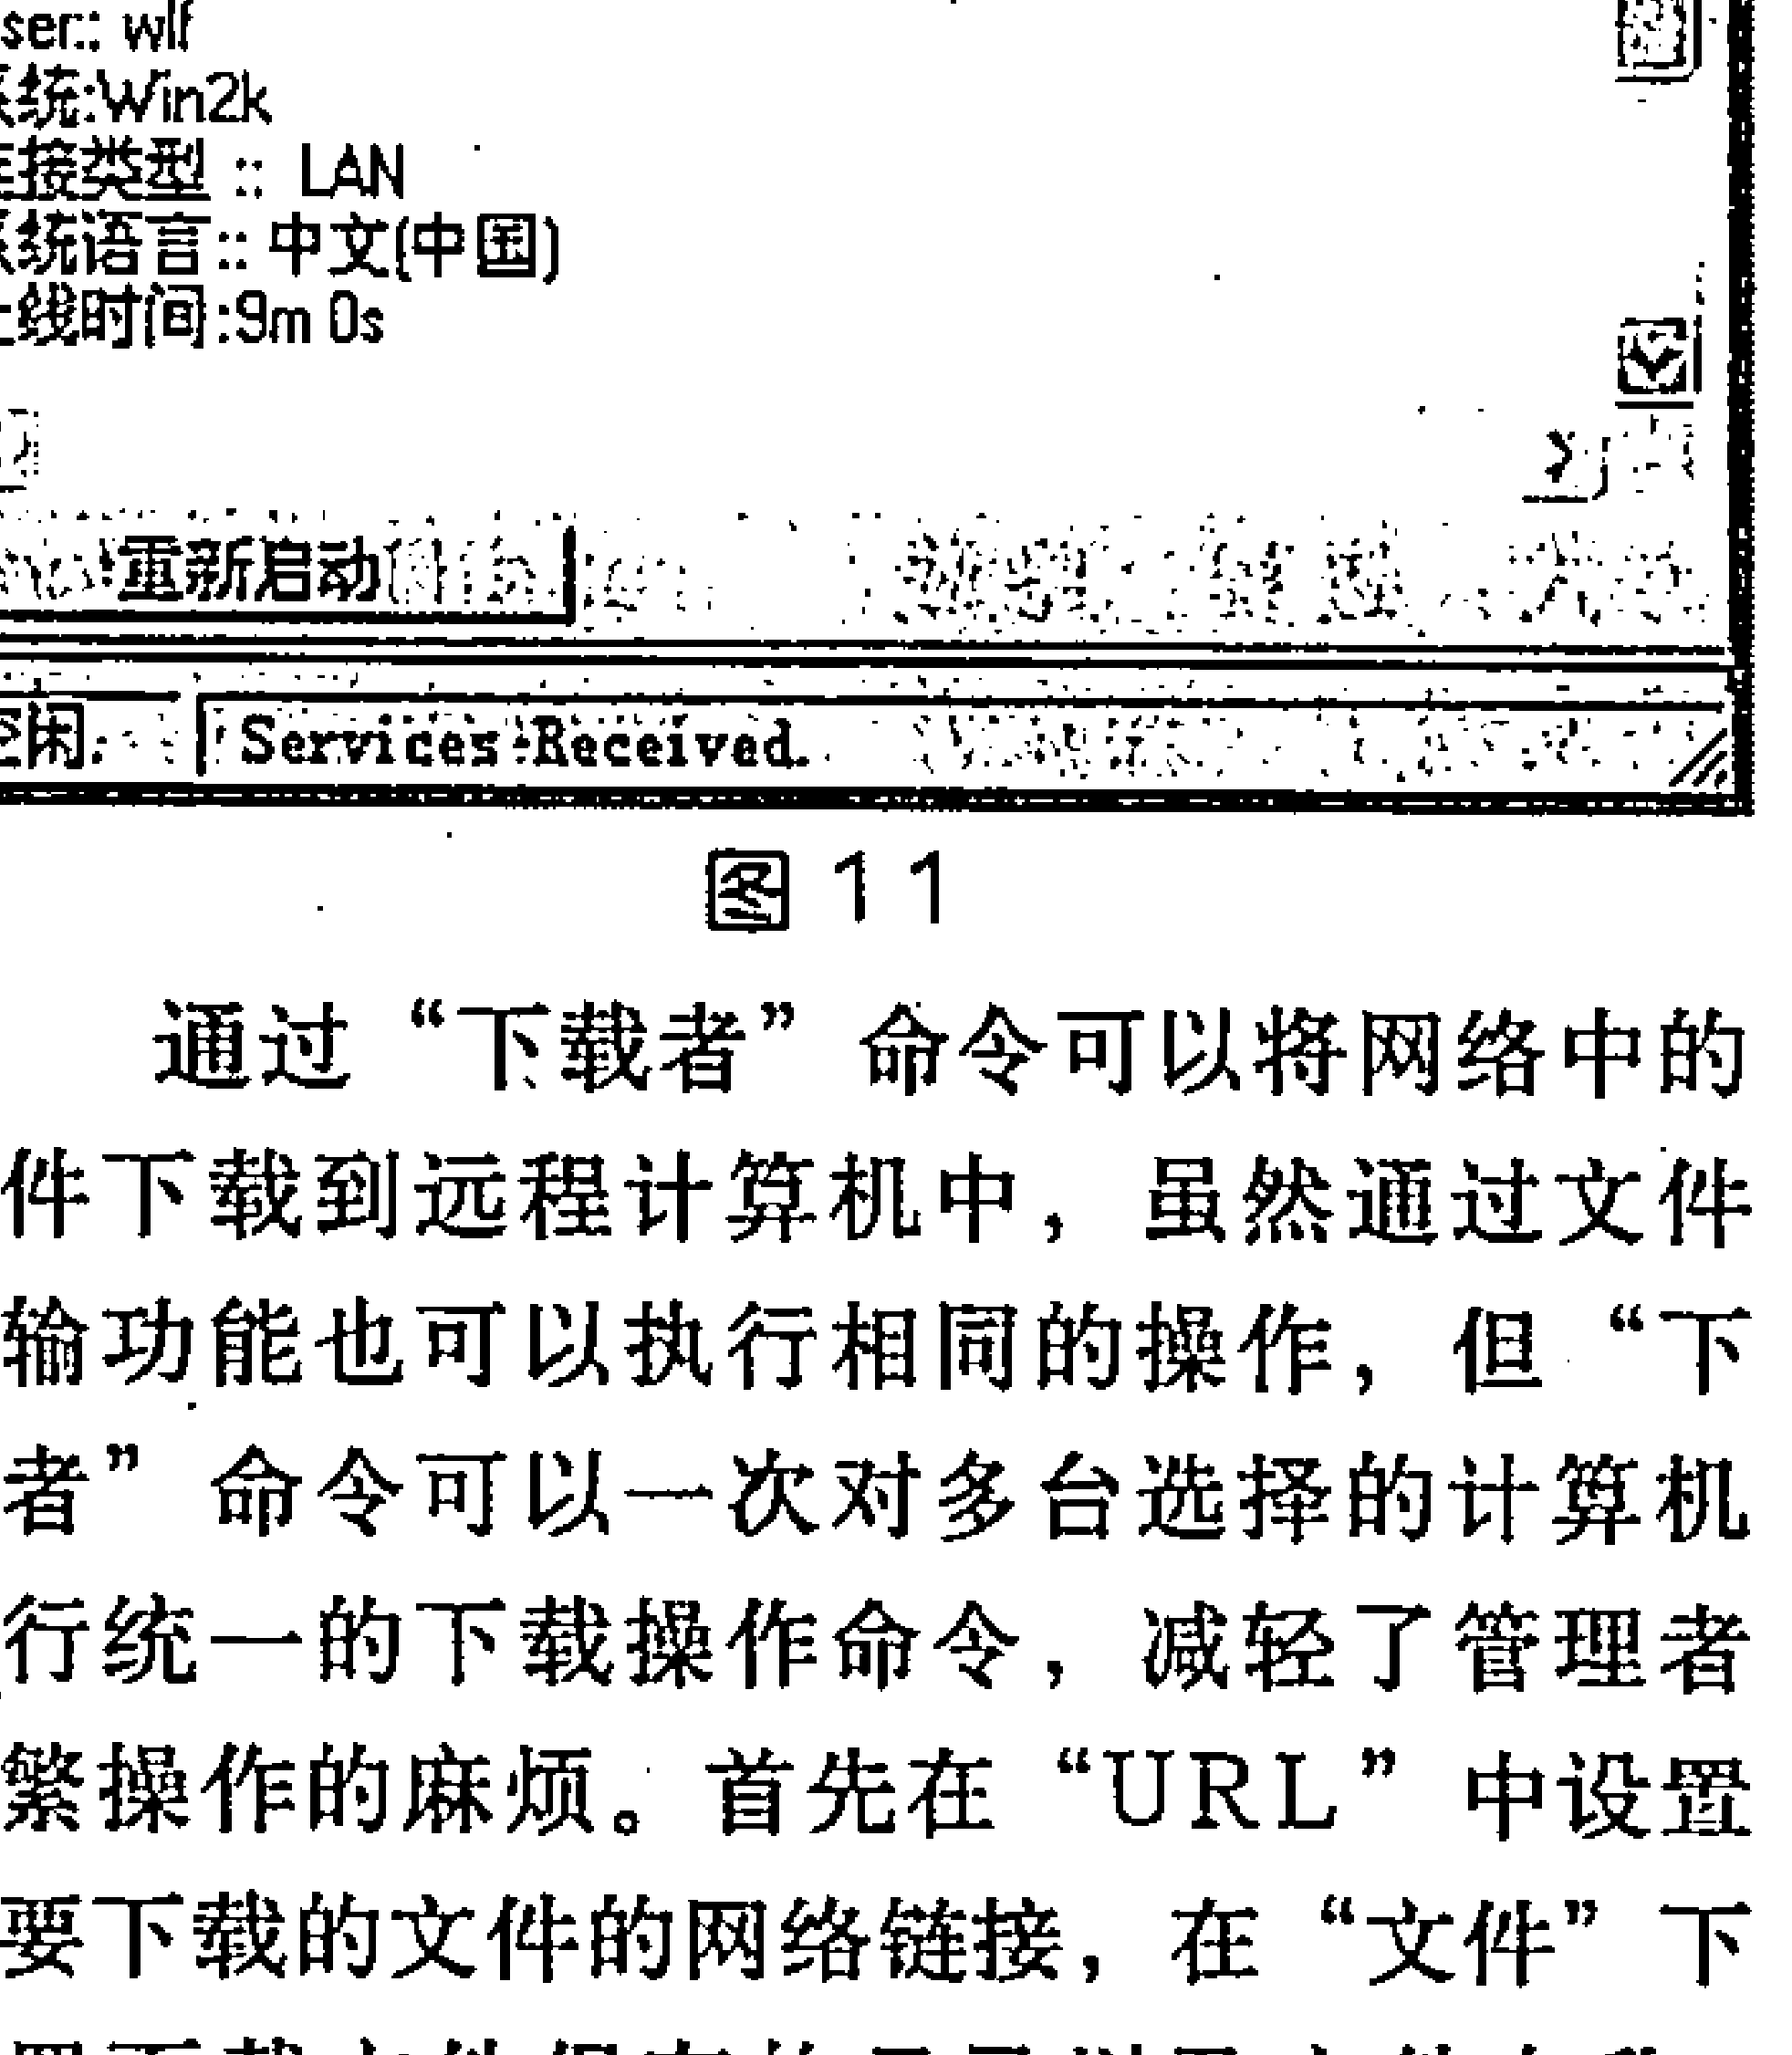 ser:: wlf
统:Win2k
接类型 :: LAN
统语言:: 中文(中国)
线时间:9m 0s
重新启动
闲. Services Received.
图 11
通过“下载者”命令可以将网络中的
件下载到远程计算机中，虽然通过文件
输功能也可以执行相同的操作，但“下
者”命令可以一次对多台选择的计算机
行统一的下载操作命令，减轻了管理者
繁操作的麻烦。首先在“URL”中设置
要下载的文件的网络链接，在“文件”下